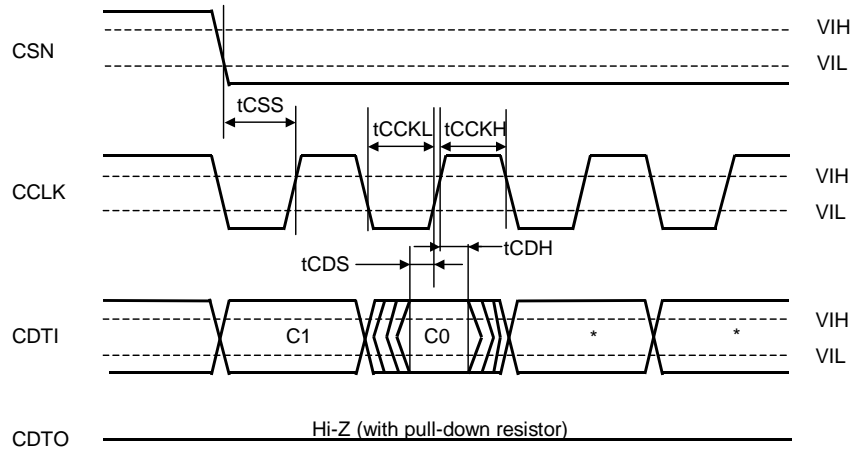 VIH
CSN
VIL
tCSS
tCCKL
tCCKH
VIH
CCLK
VIL
tCDS
tCDH
VIH
CDTI
C1
C0
*
*
VIL
Hi-Z (with pull-down resistor)
CDTO